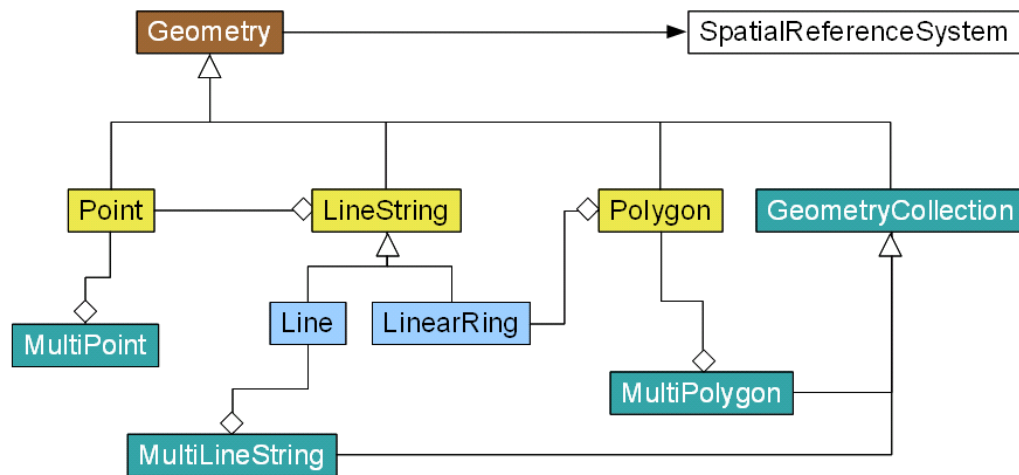 Geometry
SpatialReferenceSystem
Point
LineString
Polygon
GeometryCollection
Line
LinearRing
MultiPoint
MultiPolygon
MultiLineString